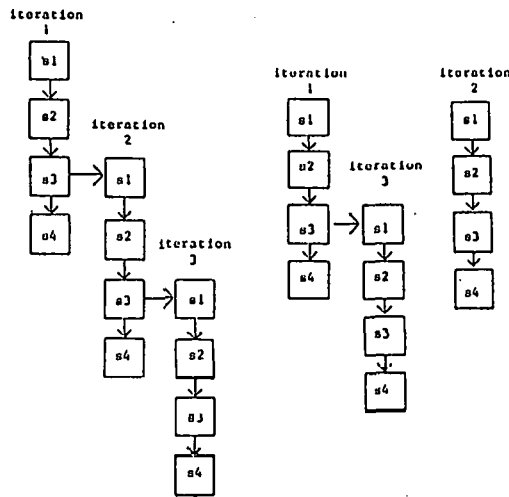 iteration
1
s1
s2
s3
s4
iteration
2
s1
s2
s3
s4
iteration
3
s1
s2
s3
s4
iteration
1
s1
s2
s3
s4
iteration
3
s1
s2
s3
s4
iteration
2
s1
s2
s3
s4